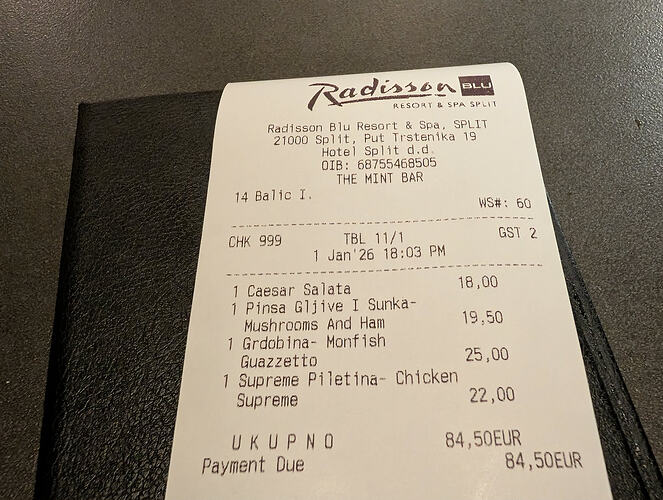 Radisson BLU
RESORT & SPA SPLIT
Radisson Blu Resort & Spa, SPLIT
21000 Split, Put Trstenika 19
Hotel Split d.d.
OIB: 68755468505
THE MINT BAR
14 Balic I.
WS#: 60
CHK 999 TBL 11/1 GST 2
1 Jan'26 18:03 PM
1 Caesar Salata 18,00
1 Pinsa Gljive I Sunka-
Mushrooms And Ham 19,50
1 Grdobina- Monfish
Guazzetto 25,00
1 Supreme Piletina- Chicken
Supreme 22,00
U K U P N O 84,50EUR
Payment Due 84,50EUR